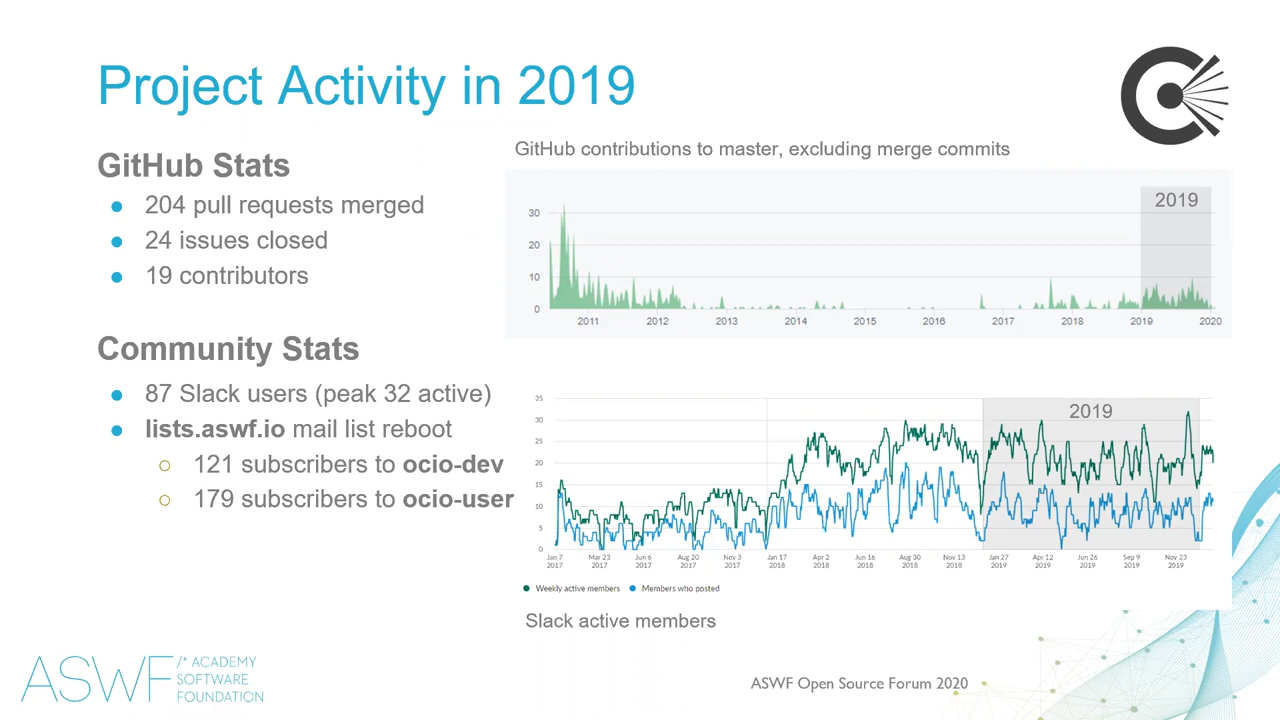 Project Activity in 2019
GitHub Stats
● 204 pull requests merged
● 24 issues closed
● 19 contributors
Community Stats
● 87 Slack users (peak 32 active)
● lists.aswf.io mail list reboot
○ 121 subscribers to ocio-dev
○ 179 subscribers to ocio-user
GitHub contributions to master, excluding merge commits
2019
30
20
10
0
2011 2012 2013 2014 2015 2016 2017 2018 2019 2020
2019
35
30
25
20
15
10
5
0
Jan 7 Mar 23 Jun 6 Aug 20 Nov 3 Jan 17 Apr 2 Jun 16 Aug 30 Nov 13 Jan 27 Apr 12 Jun 26 Sep 9 Nov 23
2017 2017 2017 2017 2017 2018 2018 2018 2018 2018 2019 2019 2019 2019 2019
Weekly active members Members who posted
Slack active members
ASWF /* ACADEMY
SOFTWARE
FOUNDATION
ASWF Open Source Forum 2020